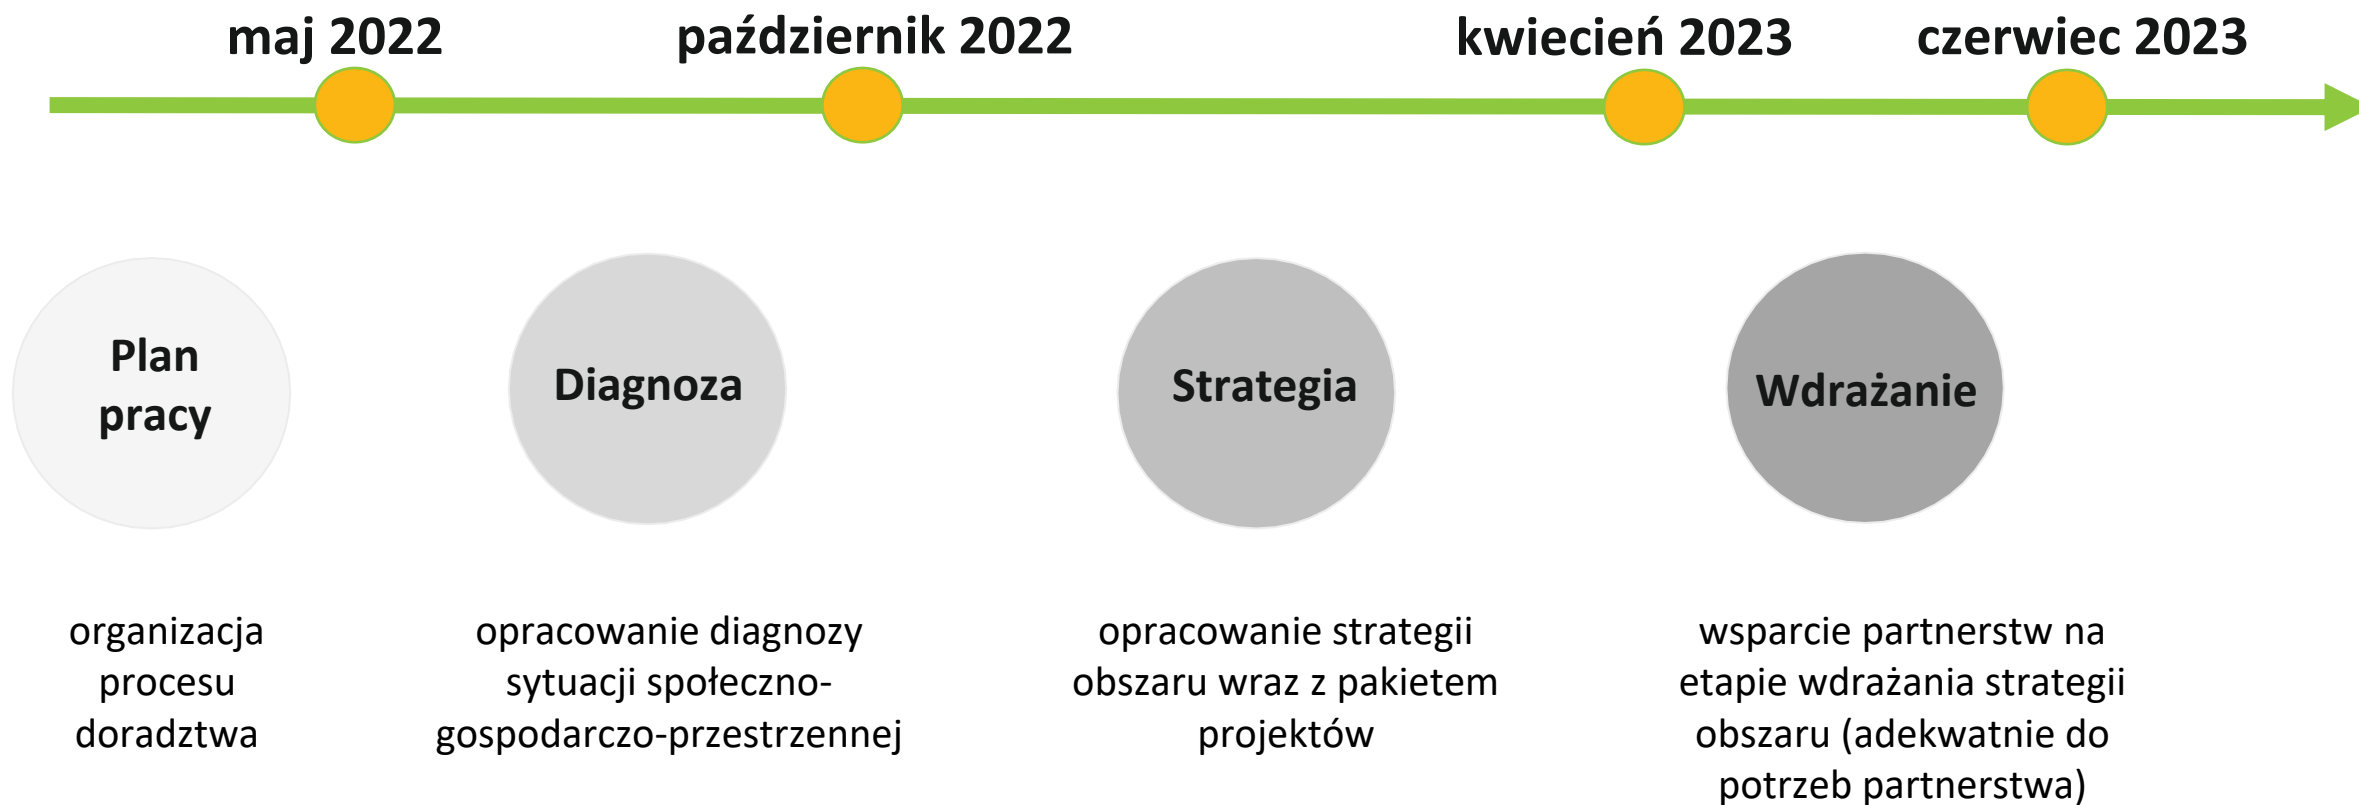 maj 2022
październik 2022
kwiecień 2023
czerwiec 2023
Plan
pracy
Diagnoza
Strategia
Wdrażanie
organizacja
procesu
doradztwa
opracowanie diagnozy
sytuacji społeczno-
gospodarczo-przestrzennej
opracowanie strategii
obszaru wraz z pakietem
projektów
wsparcie partnerstw na
etapie wdrażania strategii
obszaru (adekwatnie do
potrzeb partnerstwa)